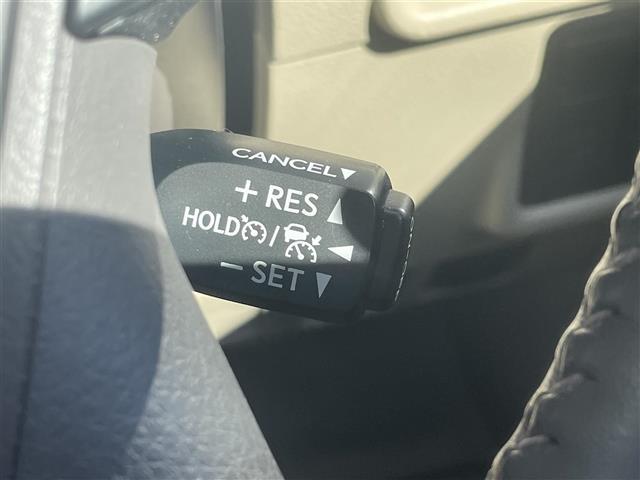 CANCEL▼
+ RES▲
HOLD / ◀
− SET ▼